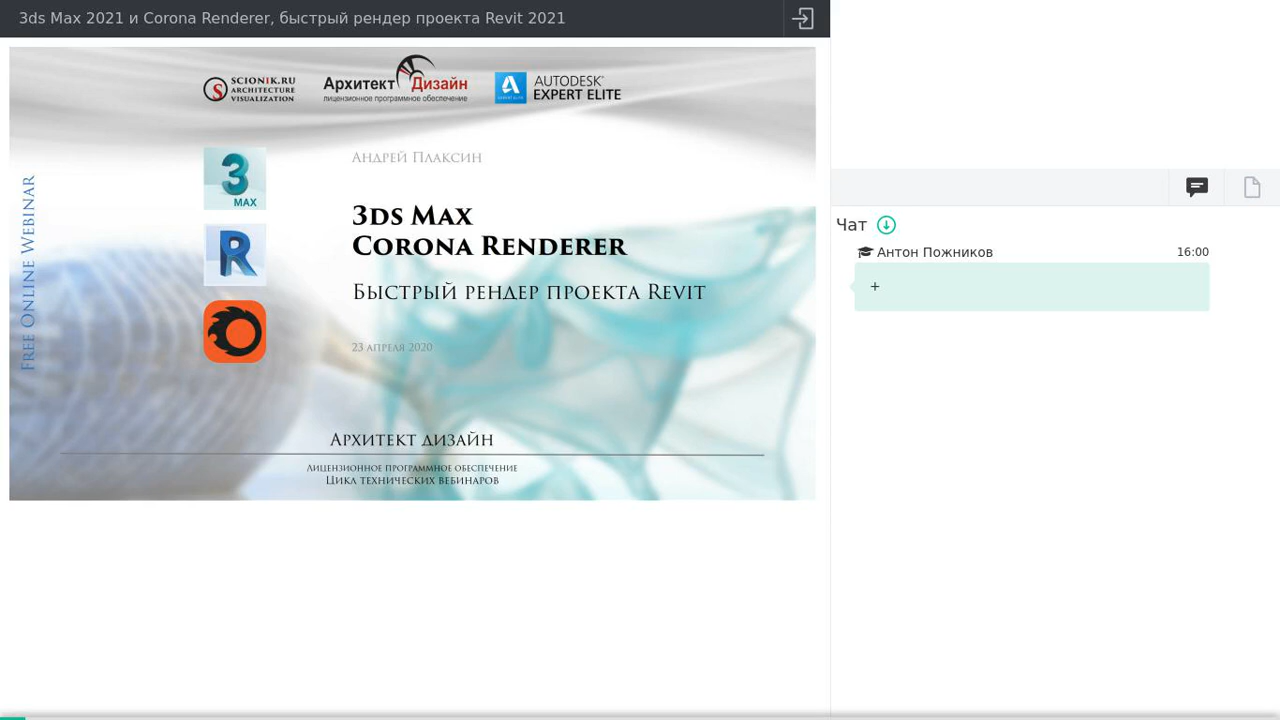 3ds Max 2021 и Corona Renderer, быстрый рендер проекта Revit 2021
SCIONIK.RU
ARCHITECTURE
VISUALIZATION
Архитект Дизайн
лицензионное программное обеспечение
AUTODESK®
EXPERT ELITE
Андрей Плаксин
3
MAX
R
3ds Max
Corona Renderer
Быстрый рендер проекта Revit
23 апреля 2020
Free Online Webinar
Архитект дизайн
Лицензионное программное обеспечение
Цикл технических вебинаров
Чат
Антон Пожников
16:00
+